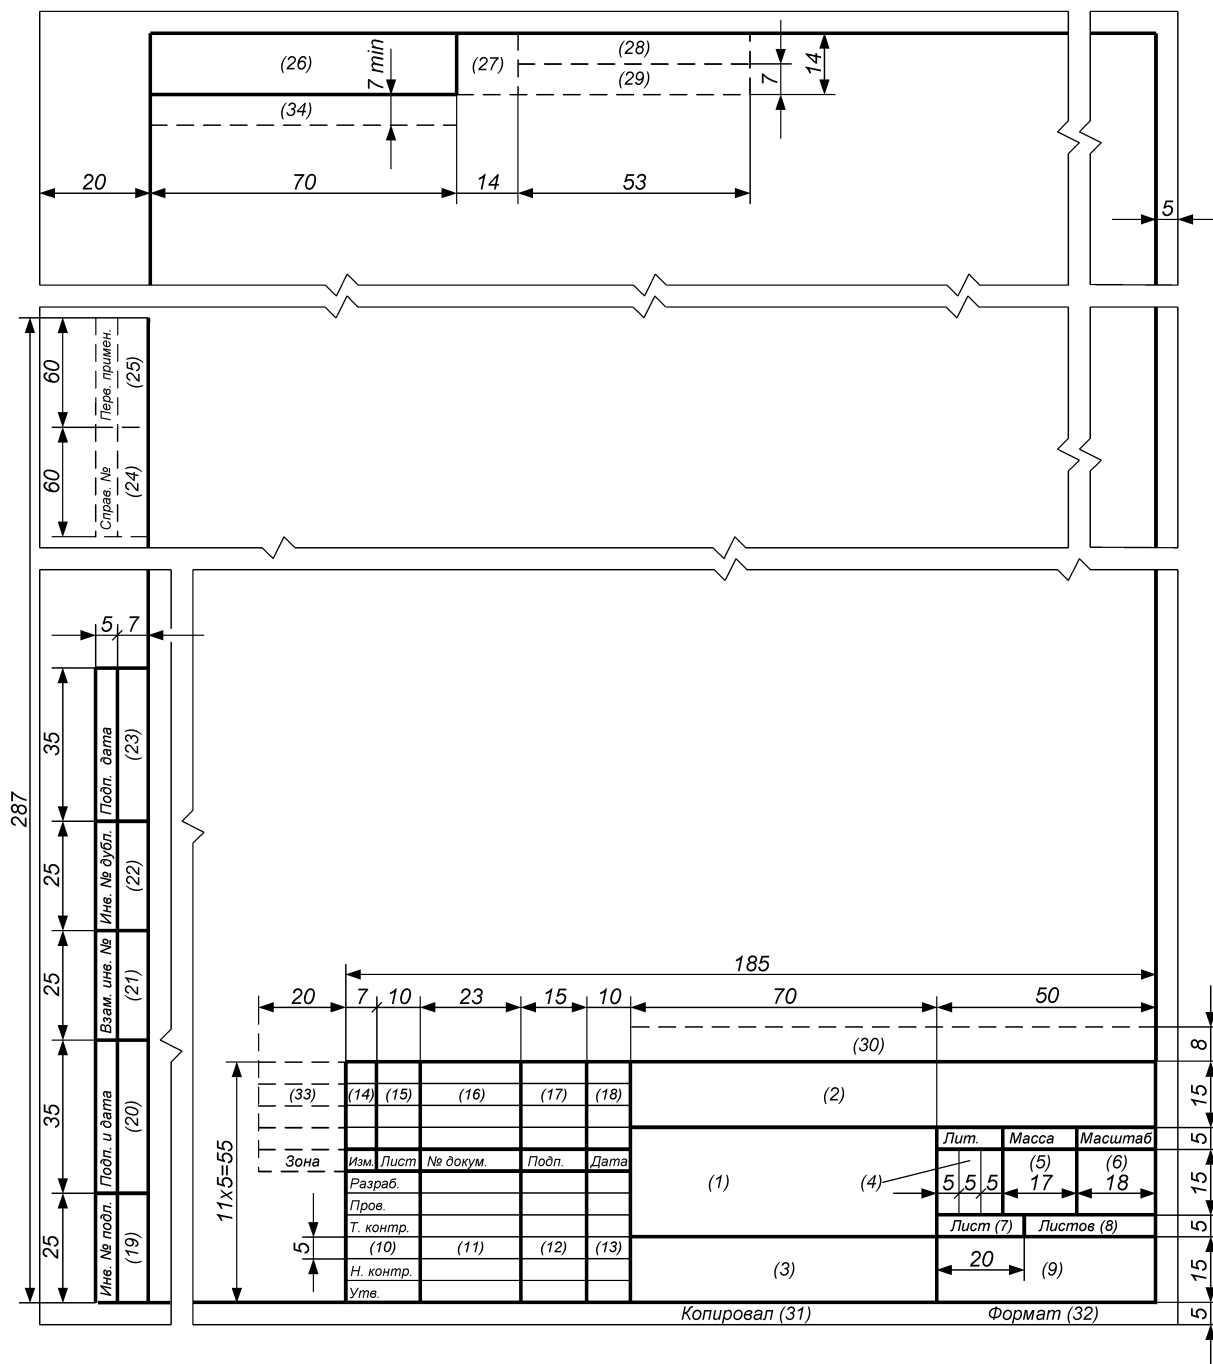 (26)
7 min
(27)
(28)
(29)
7
14
(34)
20
70
14
53
5
60
Перв. примен.
(25)
60
Справ. №
(24)
287
5 7
35
Подп. дата
(23)
25
Инв. № дубл.
(22)
25
Взам. инв. №
(21)
35
Подп. и дата
(20)
25
Инв. № подл.
(19)
185
20 7 10 23 15 10 70 50
(30)
8
(33) (14) (15) (16) (17) (18)
(2)
15
Зона Изм. Лист № докум. Подп. Дата
11х5=55
Разраб.
Пров.
Т. контр.
5
(10) (11) (12) (13)
Н. контр.
Утв.
(1)
Лит. Масса Масштаб
5
(4)
(5) (6)
5 5 5 17 18
15
Лист (7) Листов (8)
5
(3)
20
(9)
15
Копировал (31) Формат (32)
5